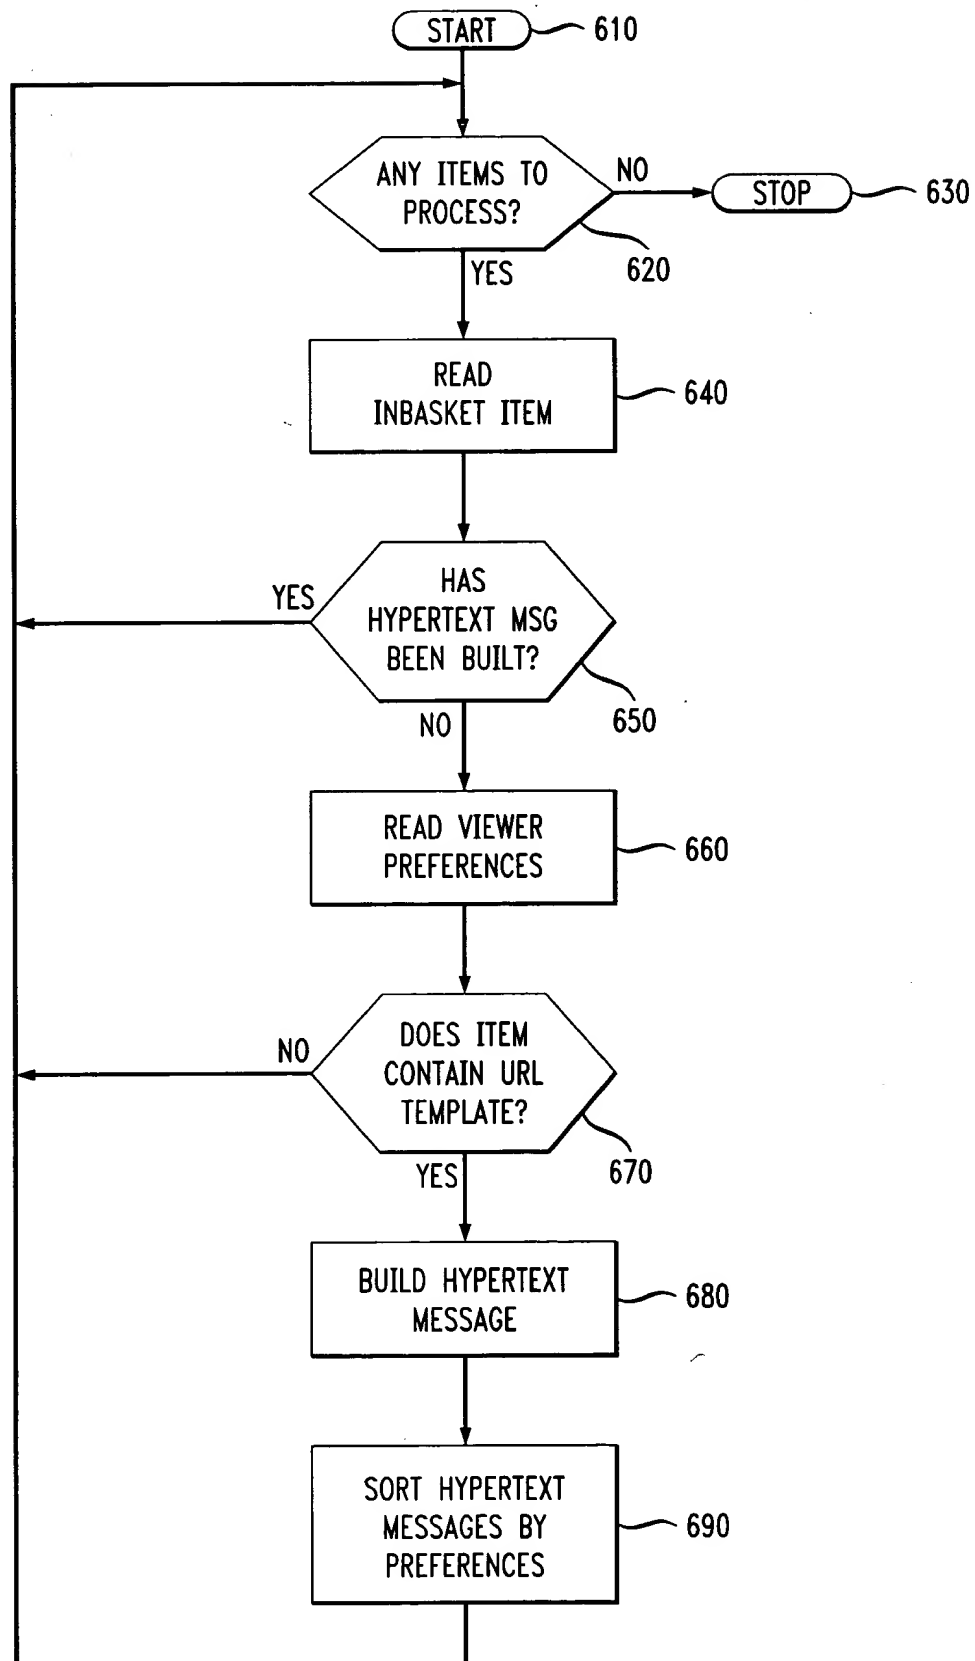 START
610
ANY ITEMS TO
PROCESS?
NO
STOP
630
620
YES
READ
INBASKET ITEM
640
YES
HAS
HYPERTEXT MSG
BEEN BUILT?
650
NO
READ VIEWER
PREFERENCES
660
NO
DOES ITEM
CONTAIN URL
TEMPLATE?
670
YES
BUILD HYPERTEXT
MESSAGE
680
SORT HYPERTEXT
MESSAGES BY
PREFERENCES
690